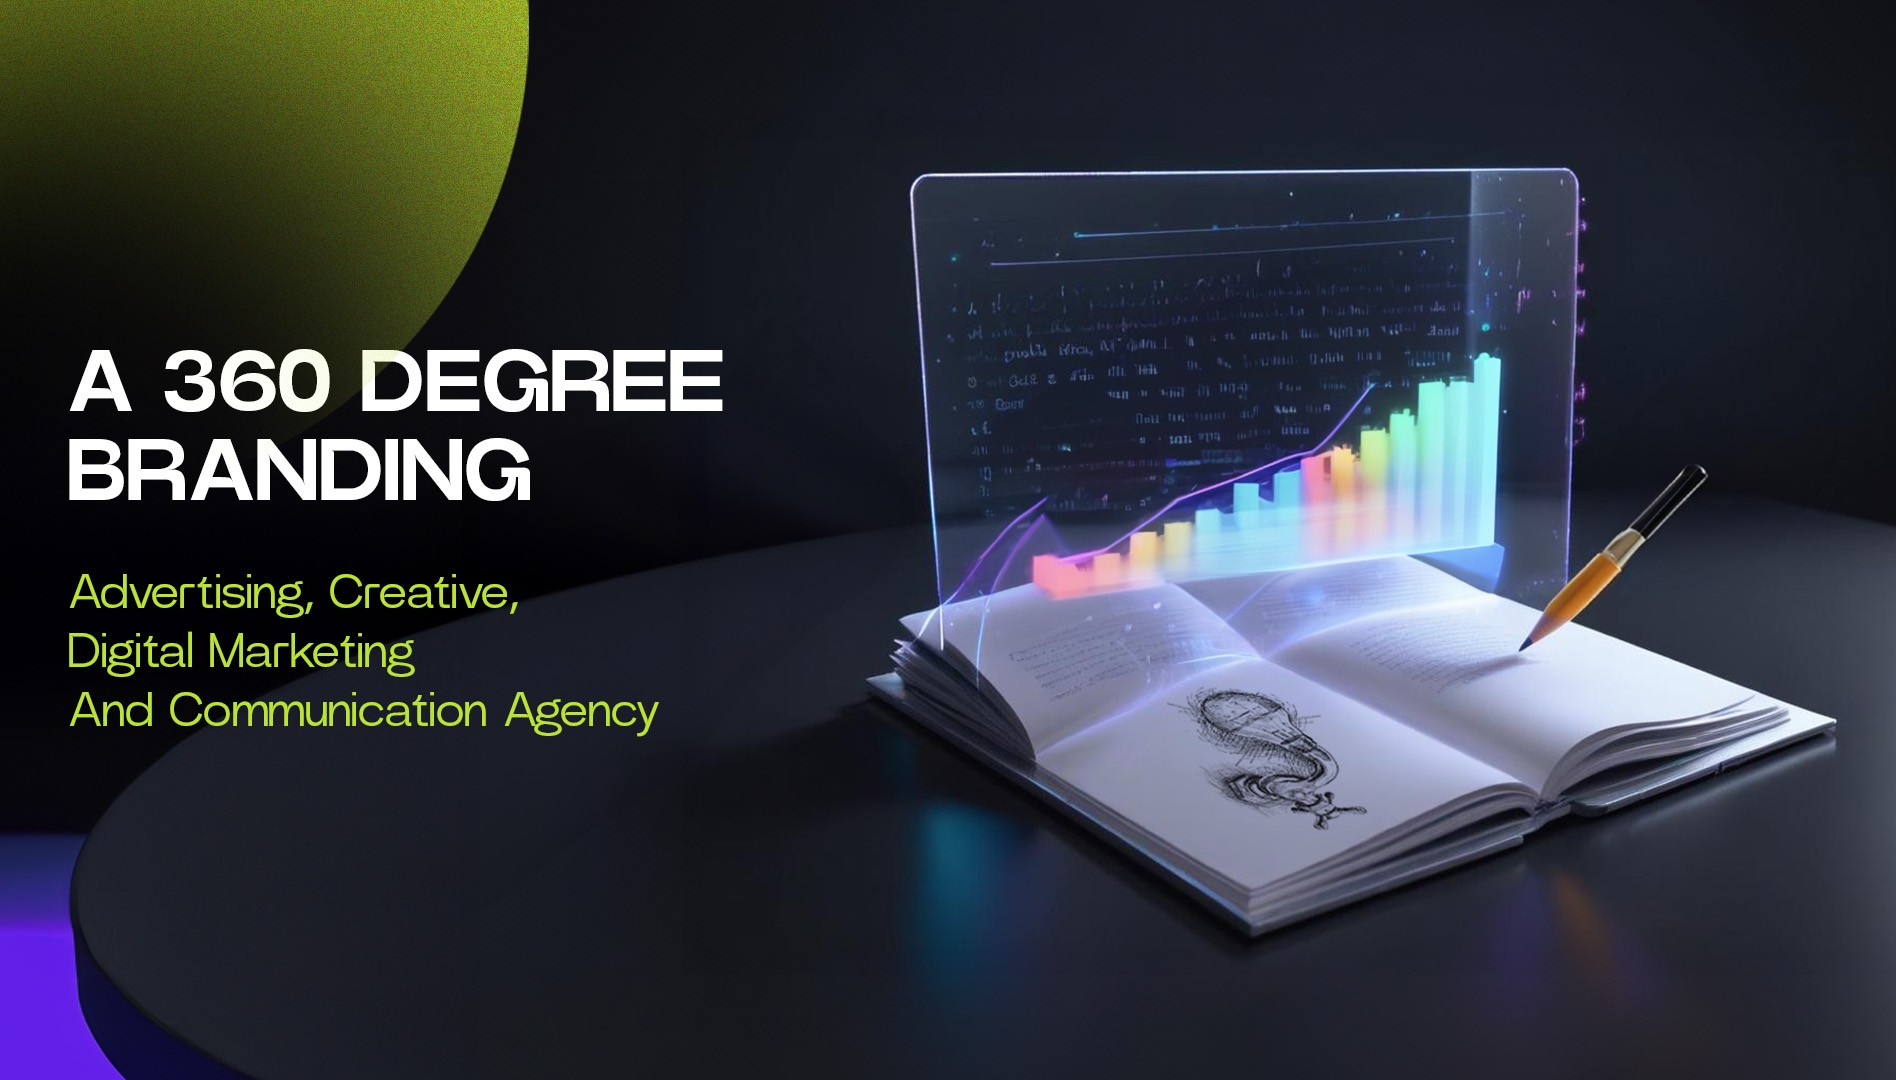 A 360 DEGREE
BRANDING
Advertising, Creative,
Digital Marketing
And Communication Agency